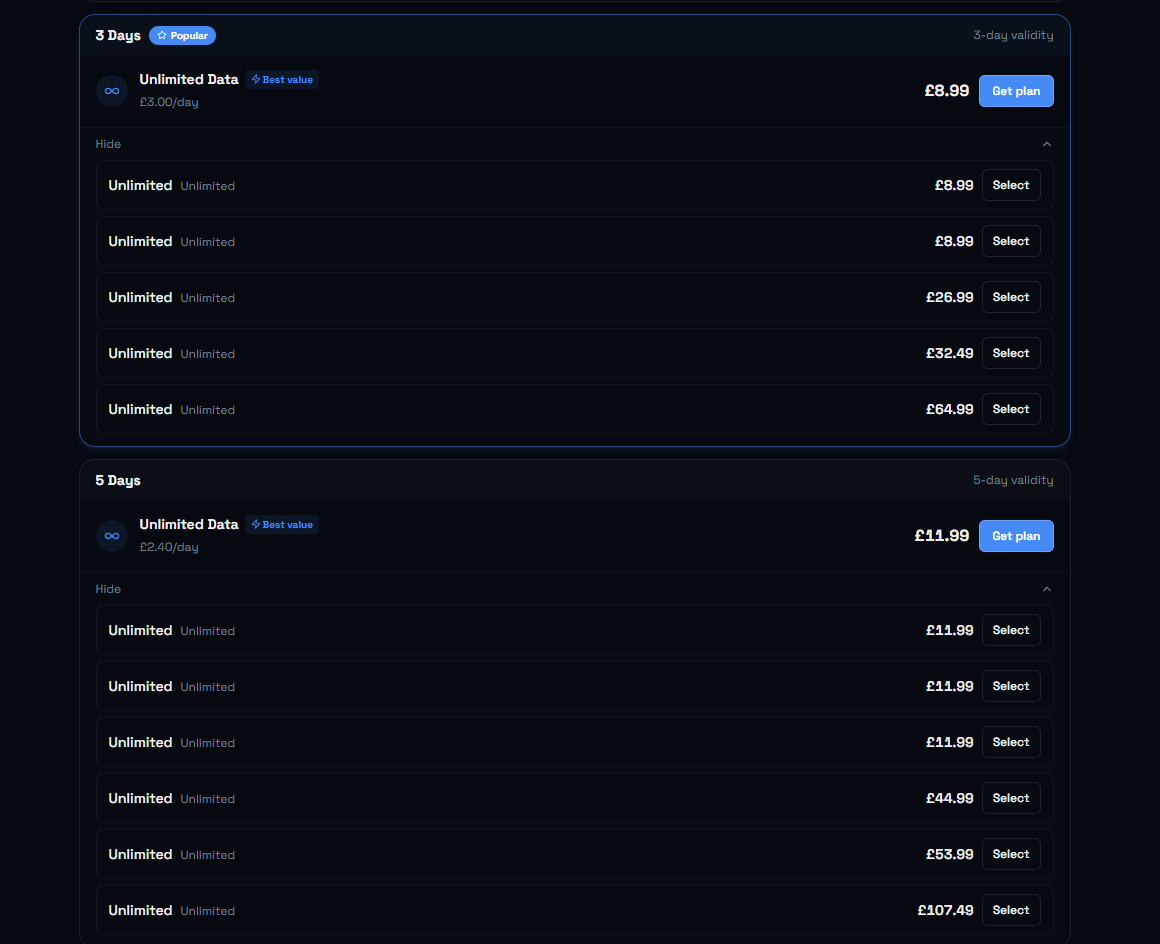 3 Days Popular 3-day validity
Unlimited Data Best value
£3.00/day
£8.99 Get plan
Hide
Unlimited Unlimited £8.99 Select
Unlimited Unlimited £8.99 Select
Unlimited Unlimited £26.99 Select
Unlimited Unlimited £32.49 Select
Unlimited Unlimited £64.99 Select
5 Days 5-day validity
Unlimited Data Best value
£2.40/day
£11.99 Get plan
Hide
Unlimited Unlimited £11.99 Select
Unlimited Unlimited £11.99 Select
Unlimited Unlimited £11.99 Select
Unlimited Unlimited £44.99 Select
Unlimited Unlimited £53.99 Select
Unlimited Unlimited £107.49 Select